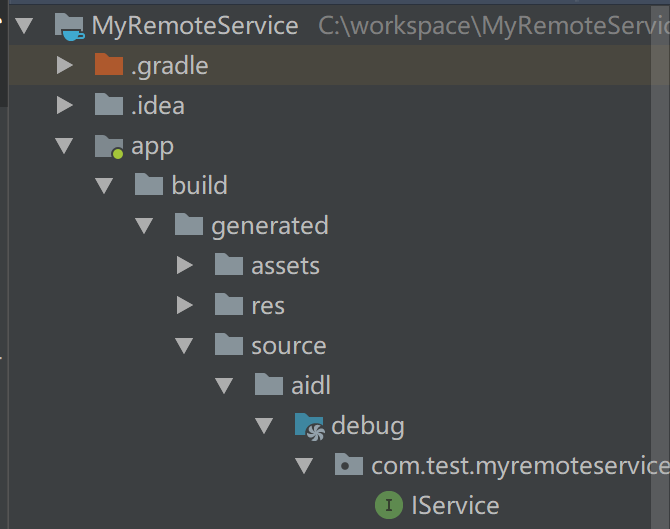 MyRemoteService C:\workspace\MyRemoteServic
.gradle
.idea
app
build
generated
assets
res
source
aidl
debug
com.test.myremoteservice
I IService